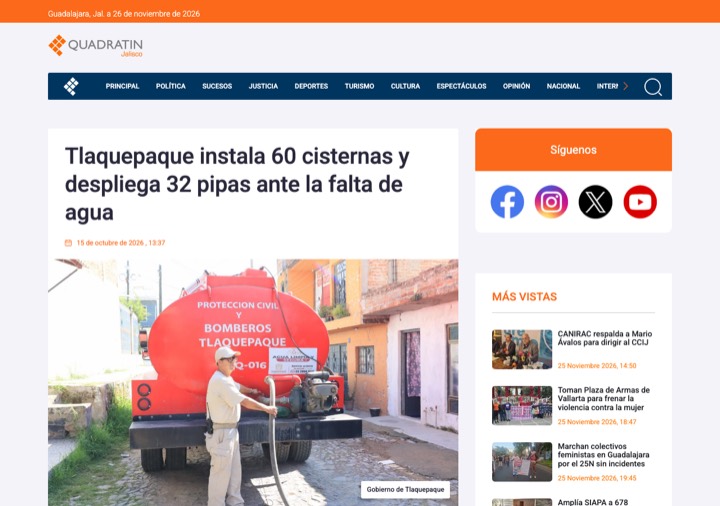 Guadalajara, Jal. a 26 de noviembre de 2026
QUADRATIN
Jalisco
PRINCIPAL POLÍTICA SUCESOS JUSTICIA DEPORTES TURISMO CULTURA ESPECTÁCULOS OPINIÓN NACIONAL
Tlaquepaque instala 60 cisternas y
despliega 32 pipas ante la falta de
agua
15 de octubre de 2026 , 13:37
PROTECCION CIVIL
Y
BOMBEROS
TLAQUEPAQUE
Q-016
Gobierno de Tlaquepaque
Síguenos
MÁS VISTAS
CANIRAC respalda a Mario
Ávalos para dirigir al CCIJ
25 Noviembre 2026, 14:50
Toman Plaza de Armas de
Vallarta para frenar la
violencia contra la mujer
25 Noviembre 2026, 18:47
Marchan colectivos
feministas en Guadalajara
por el 25N sin incidentes
25 Noviembre 2026, 19:45
Amplía SIAPA a 678